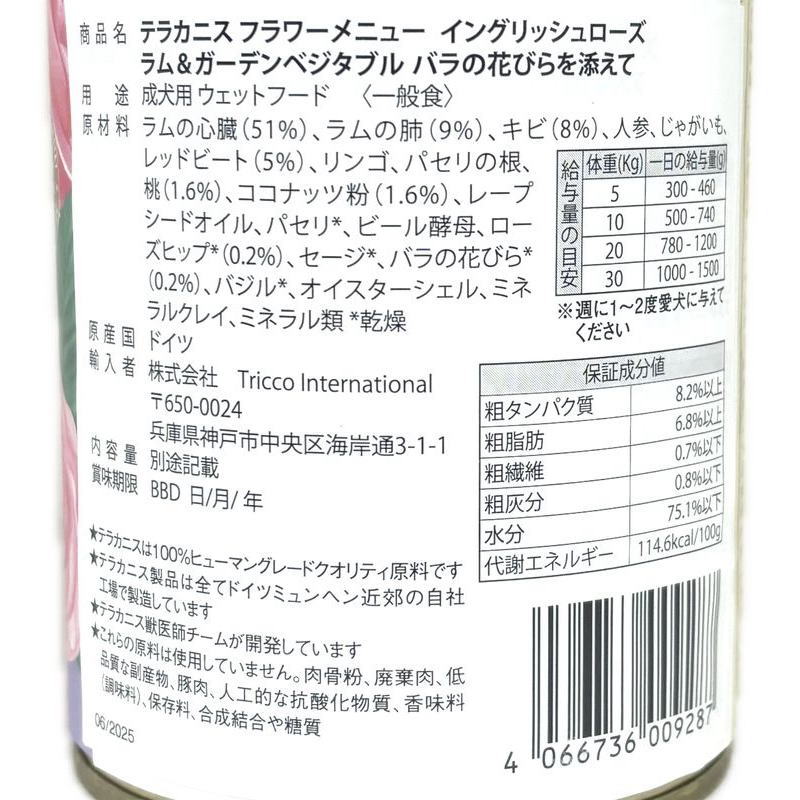 商品名 テラカニス フラワーメニュー イングリッシュローズ
ラム＆ガーデンベジタブル バラの花びらを添えて
用途 成犬用 ウェットフード 〈一般食〉
原材料 ラムの心臓（51%）、ラムの肺（9%）、キビ（8%）、人参、じゃがいも、
レッドビート（5%）、リンゴ、パセリの根、
桃（1.6%）、ココナッツ粉（1.6%）、レープ
シードオイル、パセリ*、ビール酵母、ロー
ズヒップ*（0.2%）、セージ*、バラの花びら*
（0.2%）、バジル*、オイスターシェル、ミネ
ラルクレイ、ミネラル類 *乾燥
原産国 ドイツ
輸入者 株式会社 Tricco International
〒650-0024
兵庫県神戸市中央区海岸通3-1-1
内容量 別途記載
賞味期限 BBD 日/月/年
給与量の目安
体重(Kg) 一日の給与量(g)
5 300 - 460
10 500 - 740
20 780 - 1200
30 1000 - 1500
※週に1〜2度愛犬に与えて
ください
保証成分値
粗タンパク質 8.2%以上
粗脂肪 6.8%以上
粗繊維 0.7%以下
粗灰分 0.8%以下
水分 75.1%以下
代謝エネルギー 114.6kcal/100g
★テラカニスは100%ヒューマングレードクオリティ原料です
★テラカニス製品は全てドイツミュンヘン近郊の自社
工場で製造しています
★テラカニス獣医師チームが開発しています
★これらの原料は使用していません。肉骨粉、廃棄肉、低
品質な副産物、豚肉、人工的な抗酸化物質、香味料
（調味料）、保存料、合成結合や糖質
06/2025
4 066736 009287